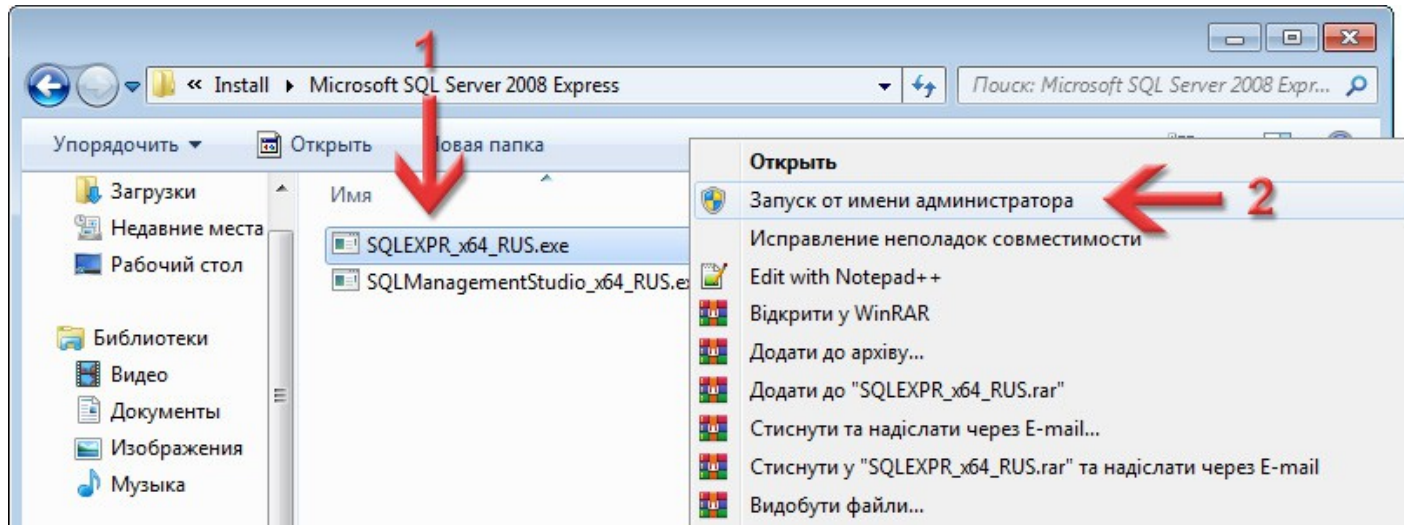 1
« Install ▸ Microsoft SQL Server 2008 Express
Поиск: Microsoft SQL Server 2008 Expr...
Упорядочить
Открыть
папка
Загрузки
Недавние места
Рабочий стол
Библиотеки
Видео
Документы
Изображения
Музыка
Имя
SQLEXPR_x64_RUS.exe
SQLManagementStudio_x64_RUS.e
Открыть
Запуск от имени администратора
2
Исправление неполадок совместимости
Edit with Notepad++
Відкрити у WinRAR
Додати до архіву...
Додати до "SQLEXPR_x64_RUS.rar"
Стиснути та надіслати через E-mail...
Стиснути у "SQLEXPR_x64_RUS.rar" та надіслати через E-mail
Видобути файли...